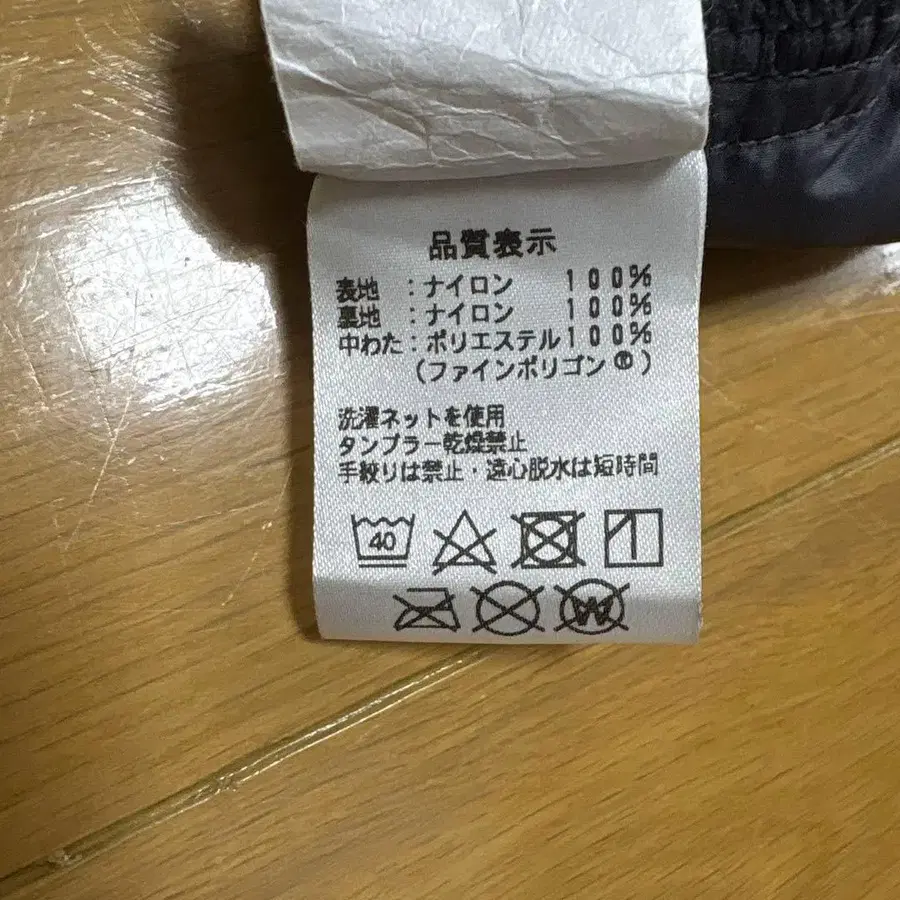 品質表示
表地 : ナイロン 100%
裏地 : ナイロン 100%
中わた : ポリエステル 100%
(ファインポリゴン®)
洗濯ネットを使用
タンブラー乾燥禁止
手絞りは禁止・遠心脱水は短時間
40
W